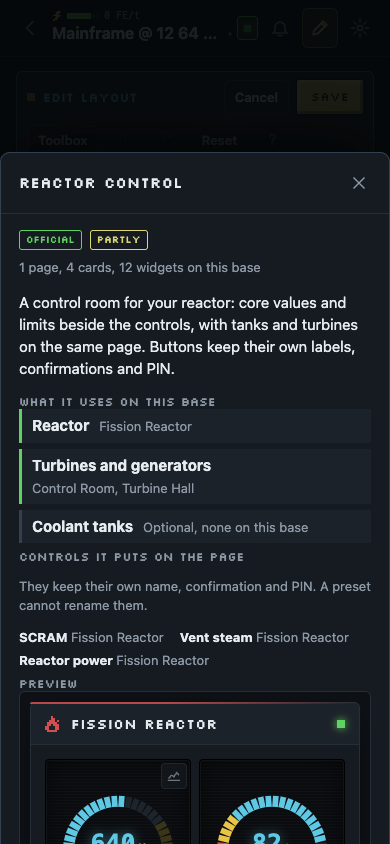 # FE/t
Mainframe @ 12 64 ...
EDIT LAYOUT
Cancel
SAVE
Toolbox
Reset
?
REACTOR CONTROL
OFFICIAL
PARTLY
1 page, 4 cards, 12 widgets on this base
A control room for your reactor: core values and
limits beside the controls, with tanks and turbines
on the same page. Buttons keep their own labels,
confirmations and PIN.
WHAT IT USES ON THIS BASE
Reactor Fission Reactor
Turbines and generators
Control Room, Turbine Hall
Coolant tanks Optional, none on this base
CONTROLS IT PUTS ON THE PAGE
They keep their own name, confirmation and PIN. A preset
cannot rename them.
SCRAM Fission Reactor Vent steam Fission Reactor
Reactor power Fission Reactor
PREVIEW
FISSION REACTOR
640
82